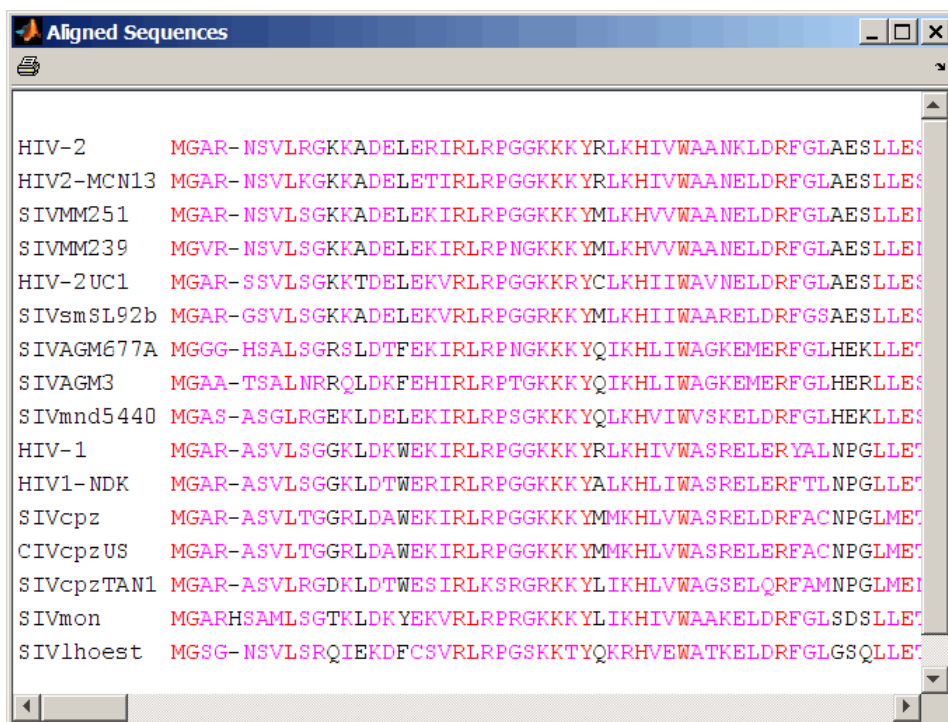 Aligned Sequences
HIV-2 MGAR-NSVLRGKKADELERIRLRPGGKKKYRLKHIVWAANKLDRFGLAESLLES
HIV2-MCN13 MGAR-NSVLKGKKADELETIRLRPGGKKKYRLKHIVWAANELDRFGLAESLLES
SIVMM251 MGAR-NSVLSGKKADELEKIRLRPGGKKKYMLKHVVWAANELDRFGLAESLLEN
SIVMM239 MGVR-NSVLSGKKADELEKIRLRPNGKKKYMLKHVVWAANELDRFGLAESLLEN
HIV-2UC1 MGAR-SSVLSGKKTDELEKVRLRPGGKKRYCLKHIIWAVNELDRFGLAESLLES
SIVsmSL92b MGAR-GSVLSGKKADELEKVRLRPGGRKKYMLKHIIWAARELDRFGSAESLLES
SIVAGM677A MGGG-HSALSGRSLDTFEKIRLRPNGKKKYQIKHLIWAGKEMERFGLHEKLLET
SIVAGM3 MGAA-TSALNRRQLDKFEHIRLRPTGKKKYQIKHLIWAGKEMERFGLHERLLES
SIVmnd5440 MGAS-ASGLRGEKLDELEKIRLRPSGKKKYQLKHVIWVSKELDRFGLHEKLLES
HIV-1 MGAR-ASVLSGGKLDKWEKIRLRPGGKKKYRLKHIVWASRELERYALNPGLLET
HIV1-NDK MGAR-ASVLSGGKLDTWERIRLRPGGKKKYALKHLIWASRELERFTLNPGLLET
SIVcpz MGAR-ASVLTGGRLDAWEKIRLRPGGKKKYMMKHLVWASRELDRFACNPGLMET
CIVcpzUS MGAR-ASVLTGGRLDAWEKIRLRPGGKKKYMMKHLVWASRELERFACNPGLMET
SIVcpzTAN1 MGAR-ASVLRGDKLDTWESIRLKSRGRKKYLIKHLVWAGSELQRFAMNPGLMEN
SIVmon MGARHSAMLSGTKLDKYEKVRLRPRGKKKYLIKHIVWAAKELDRFGLSDSLLET
SIVlhoest MGSG-NSVLSRQIEKDFCSVRLRPGSKKTYQKRHVEWATKELDRFGLGSQLLET